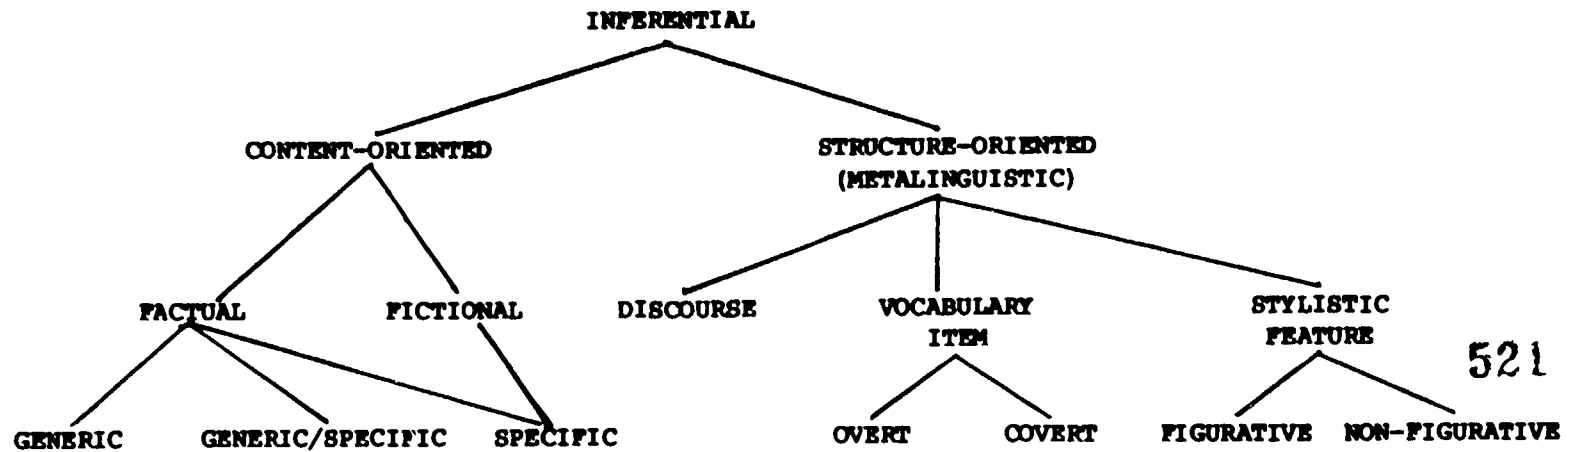 INFERENTIAL
CONTENT-ORIENTED
STRUCTURE-ORIENTED
(METALINGUISTIC)
FACTUAL
FICTIONAL
DISCOURSE
VOCABULARY
ITEM
STYLISTIC
FEATURE
521
GENERIC
GENERIC/SPECIFIC
SPECIFIC
OVERT
COVERT
FIGURATIVE
NON-FIGURATIVE